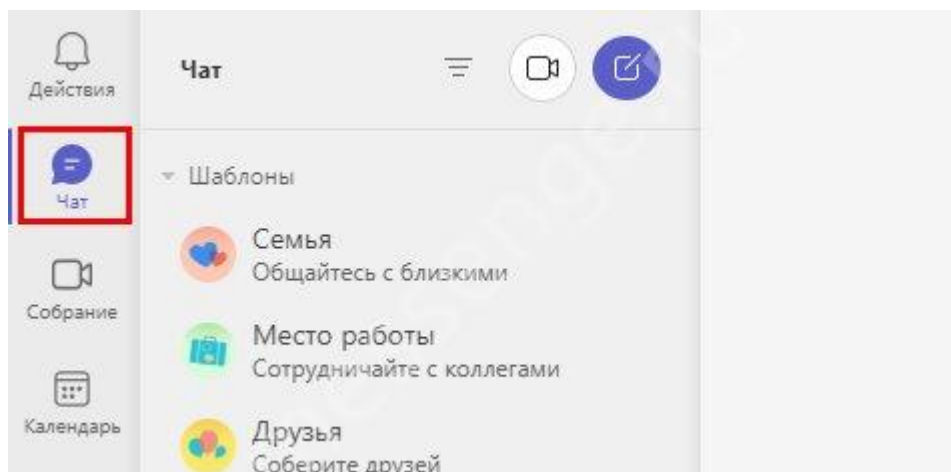 Действия
Чат
Собрание
Календарь
Чат
Шаблоны
Семья
Общайтесь с близкими
Место работы
Сотрудничайте с коллегами
Друзья
Соберите друзей